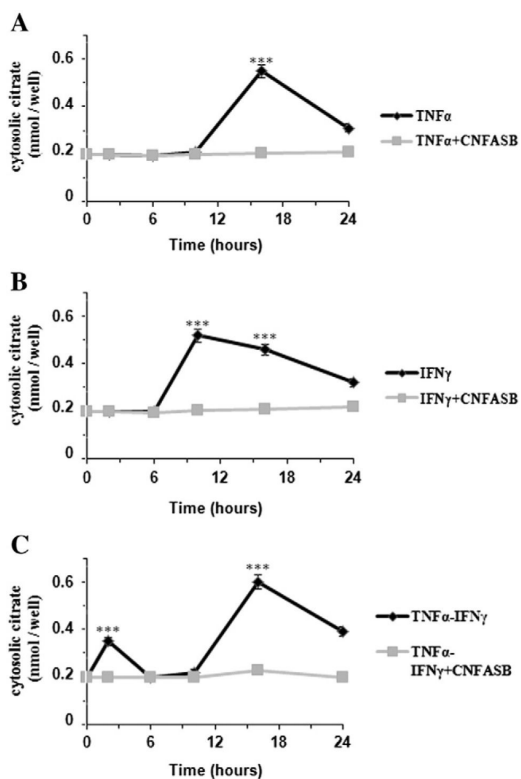 A
cytosolic citrate
(nmol / well)
0.6
0.4
0.2
0
***
0 6 12 18 24
Time (hours)
TNFα
TNFα+CNFASB
B
cytosolic citrate
(nmol / well)
0.6
0.4
0.2
0
*** ***
0 6 12 18 24
Time (hours)
IFNγ
IFNγ+CNFASB
C
cytosolic citrate
(nmol / well)
0.6
0.4
0.2
0
***
***
0 6 12 18 24
Time (hours)
TNFα-IFNγ
TNFα-
IFNγ+CNFASB